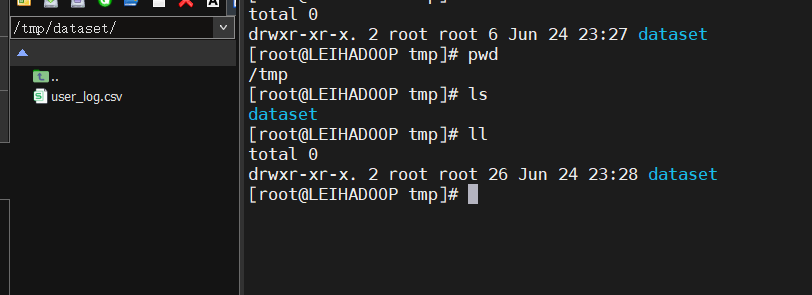 /tmp/dataset/
..
user_log.csv
total 0
drwxr-xr-x. 2 root root 6 Jun 24 23:27 dataset
[root@LEIHADOOP tmp]# pwd
/tmp
[root@LEIHADOOP tmp]# ls
dataset
[root@LEIHADOOP tmp]# ll
total 0
drwxr-xr-x. 2 root root 26 Jun 24 23:28 dataset
[root@LEIHADOOP tmp]#